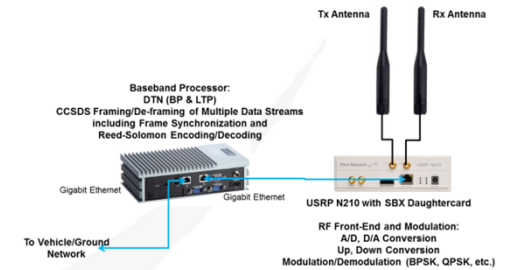 Tx Antenna
Rx Antenna
Baseband Processor:
DTN (BP & LTP)
CCSDS Framing/De-framing of Multiple Data Streams
including Frame Synchronization and
Reed-Solomon Encoding/Decoding
USRP N210
Gigabit Ethernet
Gigabit Ethernet
USRP N210 with SBX Daughtercard
To Vehicle/Ground
Network
RF Front-End and Modulation:
A/D, D/A Conversion
Up, Down Conversion
Modulation/Demodulation (BPSK, QPSK, etc.)